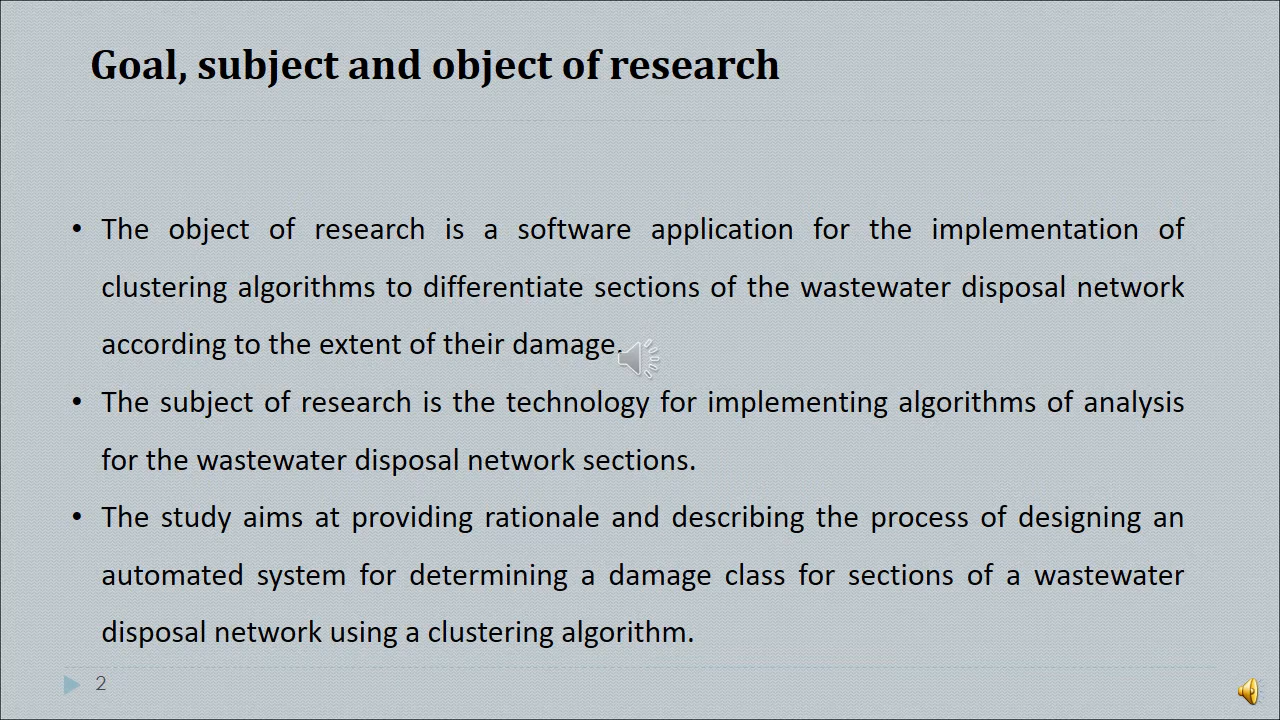 Goal, subject and object of research
• The object of research is a software application for the implementation of
clustering algorithms to differentiate sections of the wastewater disposal network
according to the extent of their damage.
• The subject of research is the technology for implementing algorithms of analysis
for the wastewater disposal network sections.
• The study aims at providing rationale and describing the process of designing an
automated system for determining a damage class for sections of a wastewater
disposal network using a clustering algorithm.
2